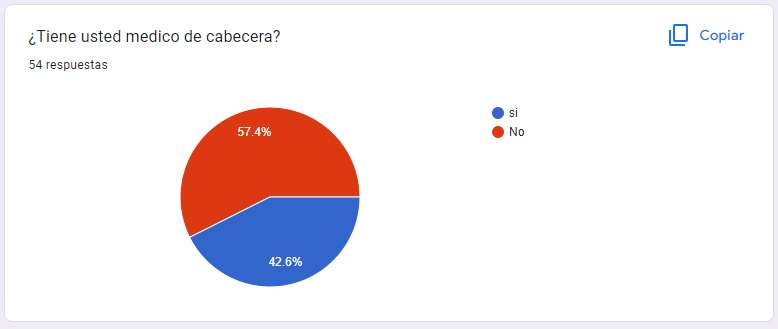 ¿Tiene usted medico de cabecera?
Copiar
54 respuestas
si
No
57.4%
42.6%